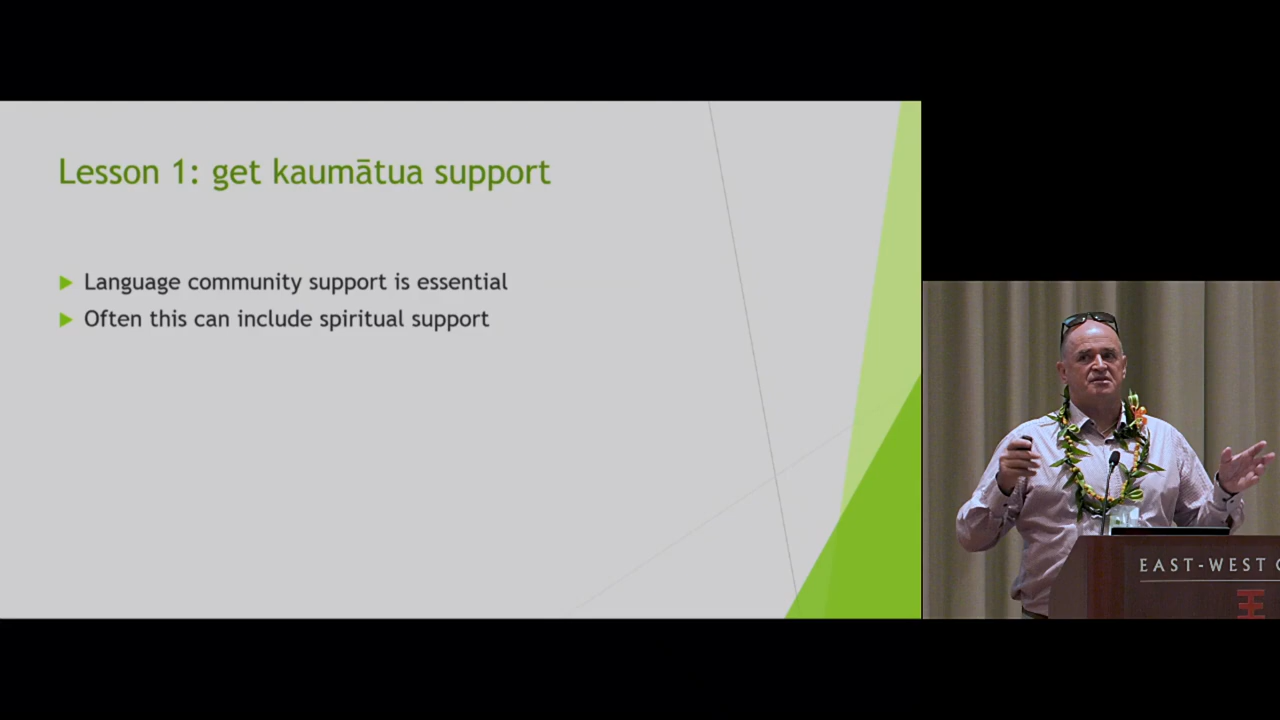 Lesson 1: get kaumātua support
Language community support is essential
Often this can include spiritual support
EAST-WEST